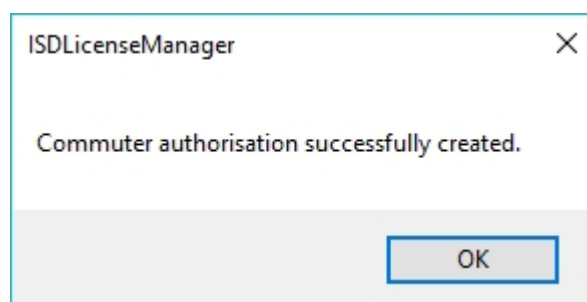 ISDLicenseManager
Commuter authorisation successfully created.
OK